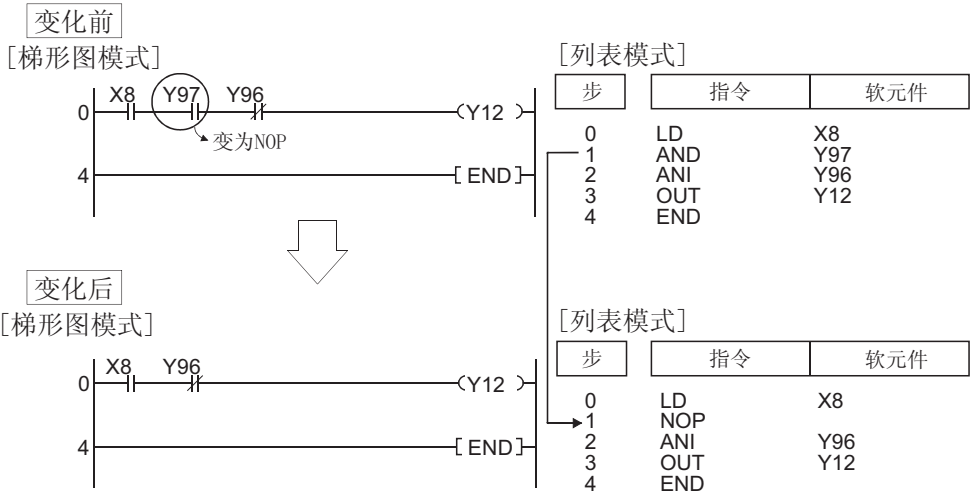 变化前
[梯形图模式]
X8 Y97 Y96
0 Y12
变为NOP
4 END
[列表模式]
步 指令 软元件
0 LD X8
1 AND Y97
2 ANI Y96
3 OUT Y12
4 END
变化后
[梯形图模式]
X8 Y96
0 Y12
4 END
[列表模式]
步 指令 软元件
0 LD X8
1 NOP
2 ANI Y96
3 OUT Y12
4 END